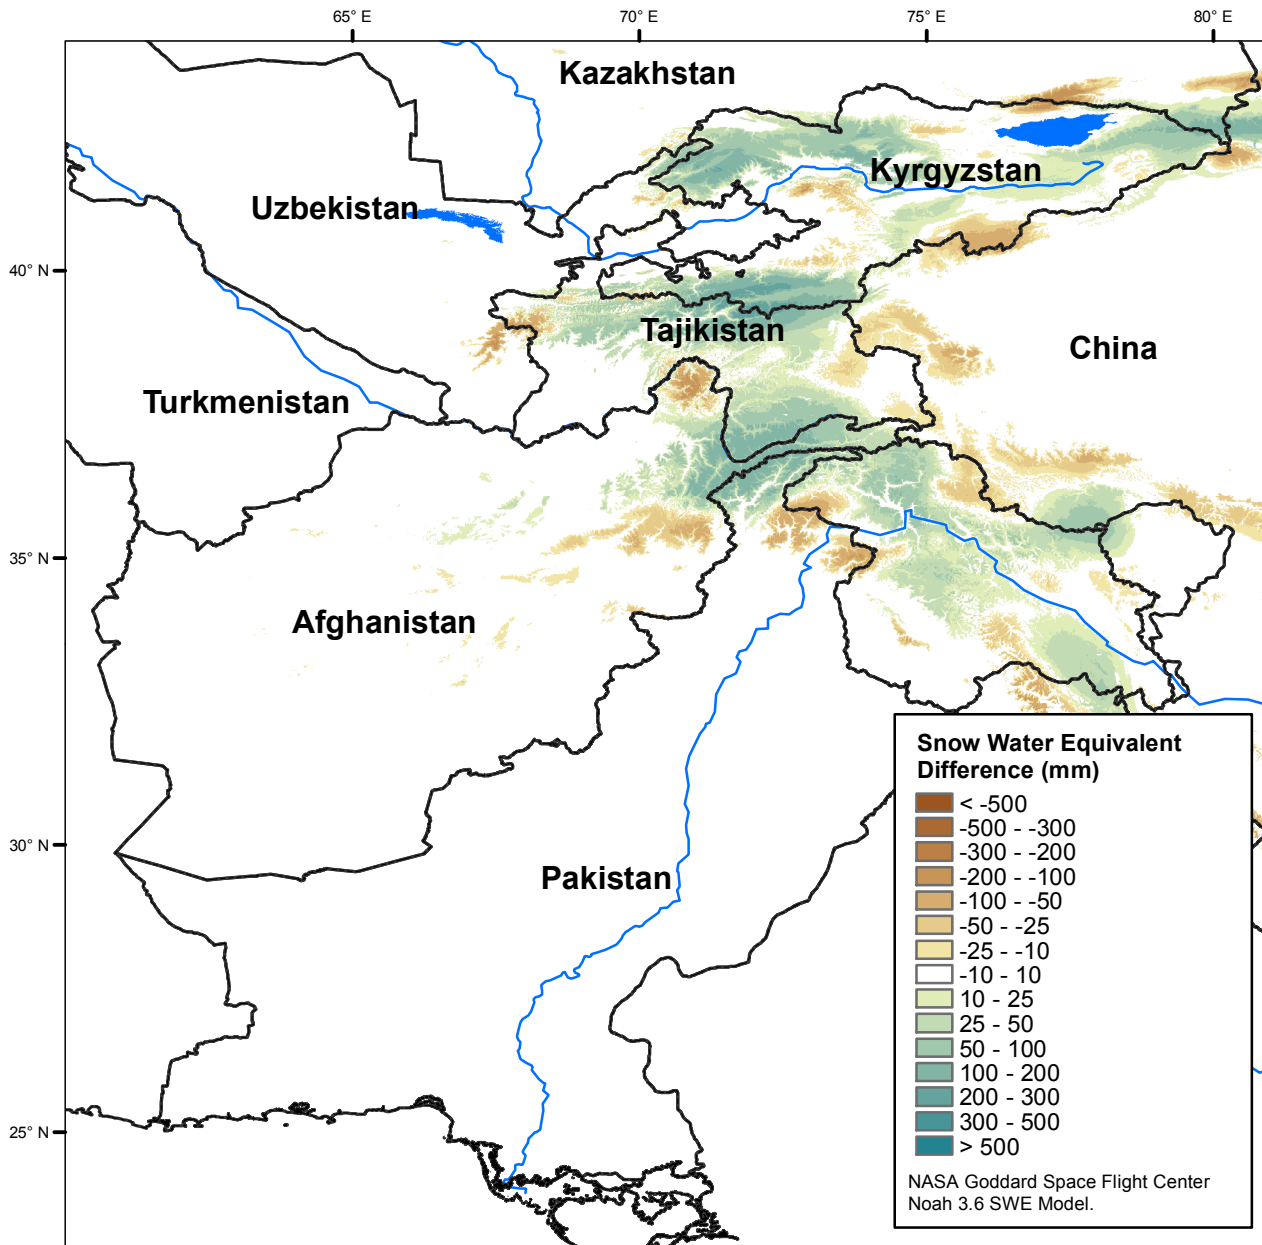 65° E
70° E
75° E
80° E
Kazakhstan
Kyrgyzstan
Uzbekistan
40° N
Tajikistan
China
Turkmenistan
35° N
Afghanistan
30° N
Pakistan
25° N
Snow Water Equivalent
Difference (mm)
< -500
-500 - -300
-300 - -200
-200 - -100
-100 - -50
-50 - -25
-25 - -10
-10 - 10
10 - 25
25 - 50
50 - 100
100 - 200
200 - 300
300 - 500
> 500
NASA Goddard Space Flight Center
Noah 3.6 SWE Model.